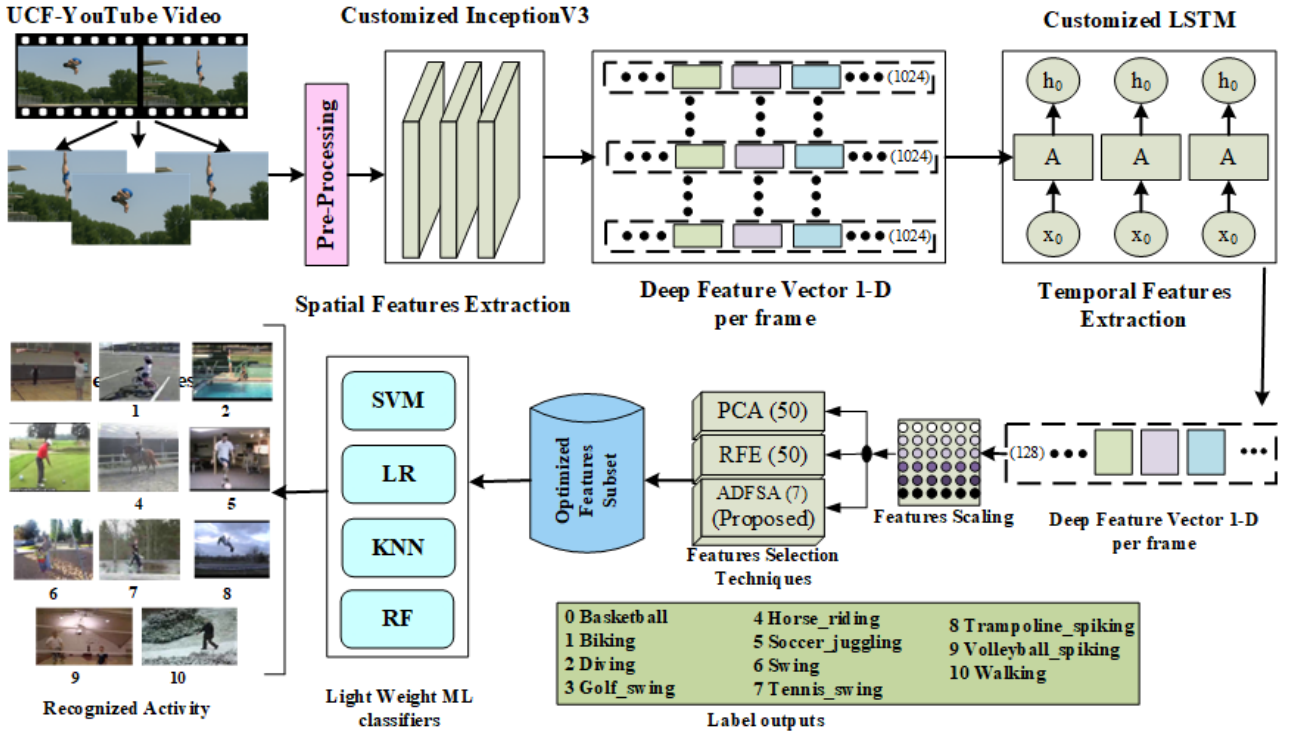 UCF-YouTube Video
Customized InceptionV3
Customized LSTM
Pre-Processing
(1024)
(1024)
(1024)
h0 h0 h0
A A A
x0 x0 x0
Spatial Features Extraction
Deep Feature Vector 1-D
per frame
Temporal Features
Extraction
1 2
4 5
6 7 8
9 10
Recognized Activity
SVM
LR
KNN
RF
Light Weight ML
classifiers
Optimized
Features
Subset
PCA (50)
RFE (50)
ADFSA (7)
(Proposed)
Features Selection
Techniques
Features Scaling
(128)
Deep Feature Vector 1-D
per frame
0 Basketball
1 Biking
2 Diving
3 Golf_swing
4 Horse_riding
5 Soccer_juggling
6 Swing
7 Tennis_swing
8 Trampoline_spiking
9 Volleyball_spiking
10 Walking
Label outputs